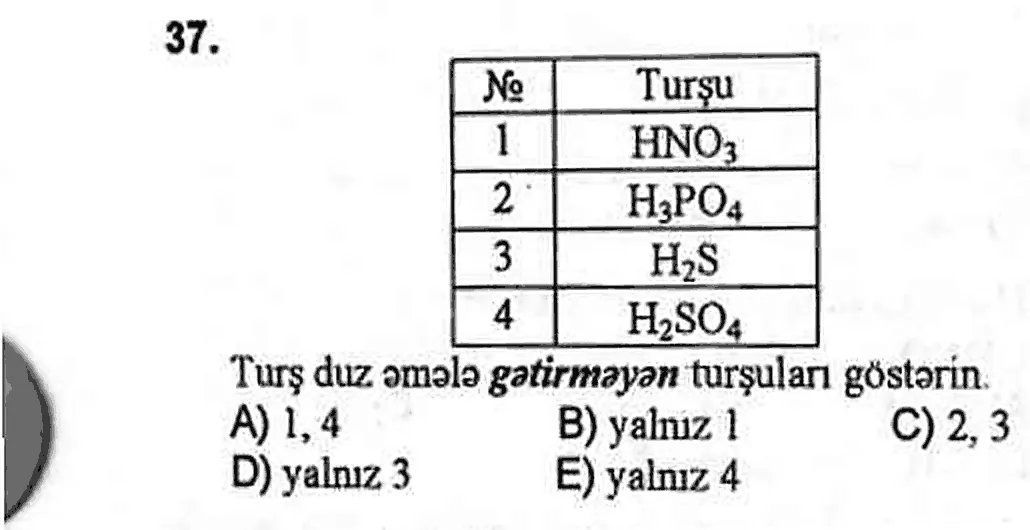 37.
№ Turşu
1 HNO₃
2 H₃PO₄
3 H₂S
4 H₂SO₄
Turş duz əmələ gətirməyən turşuları göstərin.
A) 1, 4 B) yalnız 1 C) 2, 3
D) yalnız 3 E) yalnız 4